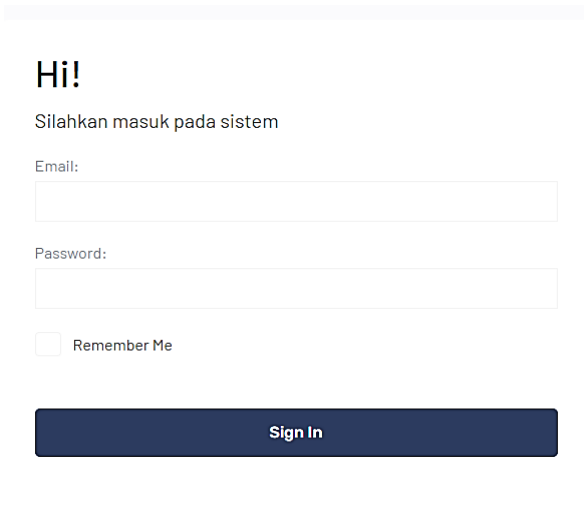 Hi!
Silahkan masuk pada sistem
Email:
Password:
Remember Me
Sign In